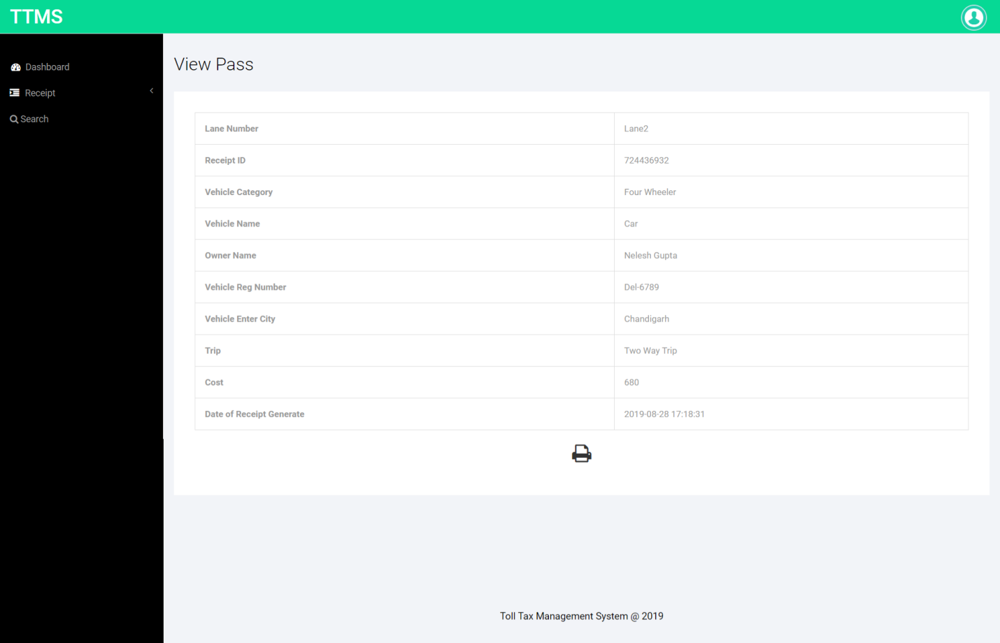 TTMS
Dashboard
Receipt
Search
View Pass
Lane Number Lane2
Receipt ID 724436932
Vehicle Category Four Wheeler
Vehicle Name Car
Owner Name Nelesh Gupta
Vehicle Reg Number Del-6789
Vehicle Enter City Chandigarh
Trip Two Way Trip
Cost 680
Date of Receipt Generate 2019-08-28 17:18:31
Toll Tax Management System @ 2019